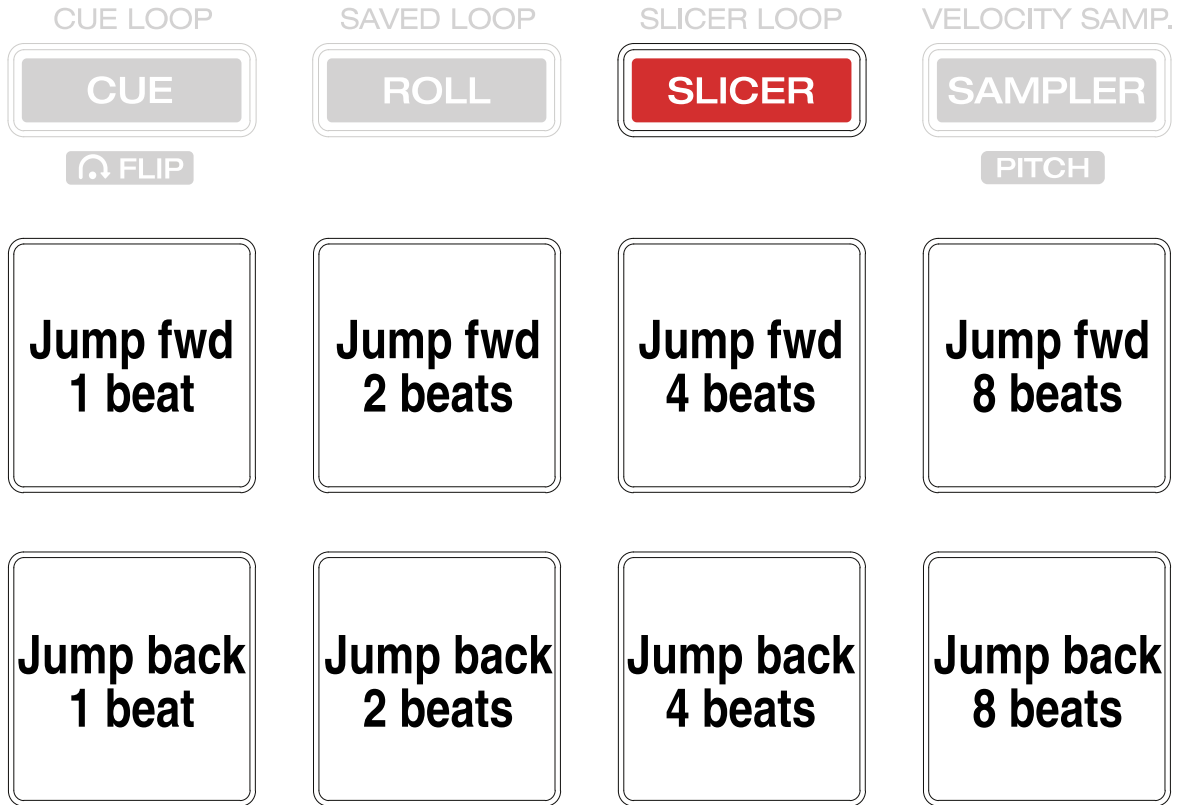 CUE LOOP SAVED LOOP SLICER LOOP VELOCITY SAMP.
CUE ROLL SLICER SAMPLER
FLIP PITCH
Jump fwd Jump fwd Jump fwd Jump fwd
1 beat 2 beats 4 beats 8 beats
Jump back Jump back Jump back Jump back
1 beat 2 beats 4 beats 8 beats